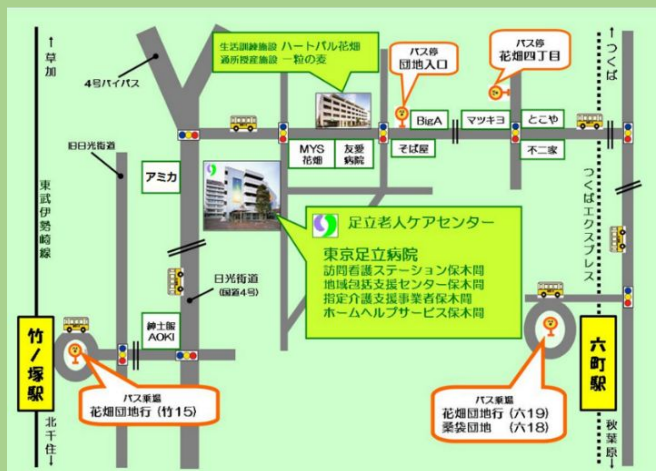 ↑草加
4号バイパス
旧日光街道
東武伊勢崎線
竹ノ塚駅
北千住↓
アミカ
日光街道
(国道4号)
紳士服
AOKI
バス乗場
花畑団地行 (竹15)
生活訓練施設 ハートパル花畑
通所授産施設 一粒の麦
MYS
花畑
友愛
病院
そば屋
バス停
団地入口
BigA
マツキヨ
バス停
花畑四丁目
とこや
不二家
↑つくば
つくばエクスプレス
六町駅
秋葉原↓
足立老人ケアセンター
東京足立病院
訪問看護ステーション保木間
地域包括支援センター保木間
指定介護支援事業者保木間
ホームヘルプサービス保木間
バス乗場
花畑団地行 (六19)
桑袋団地 (六18)